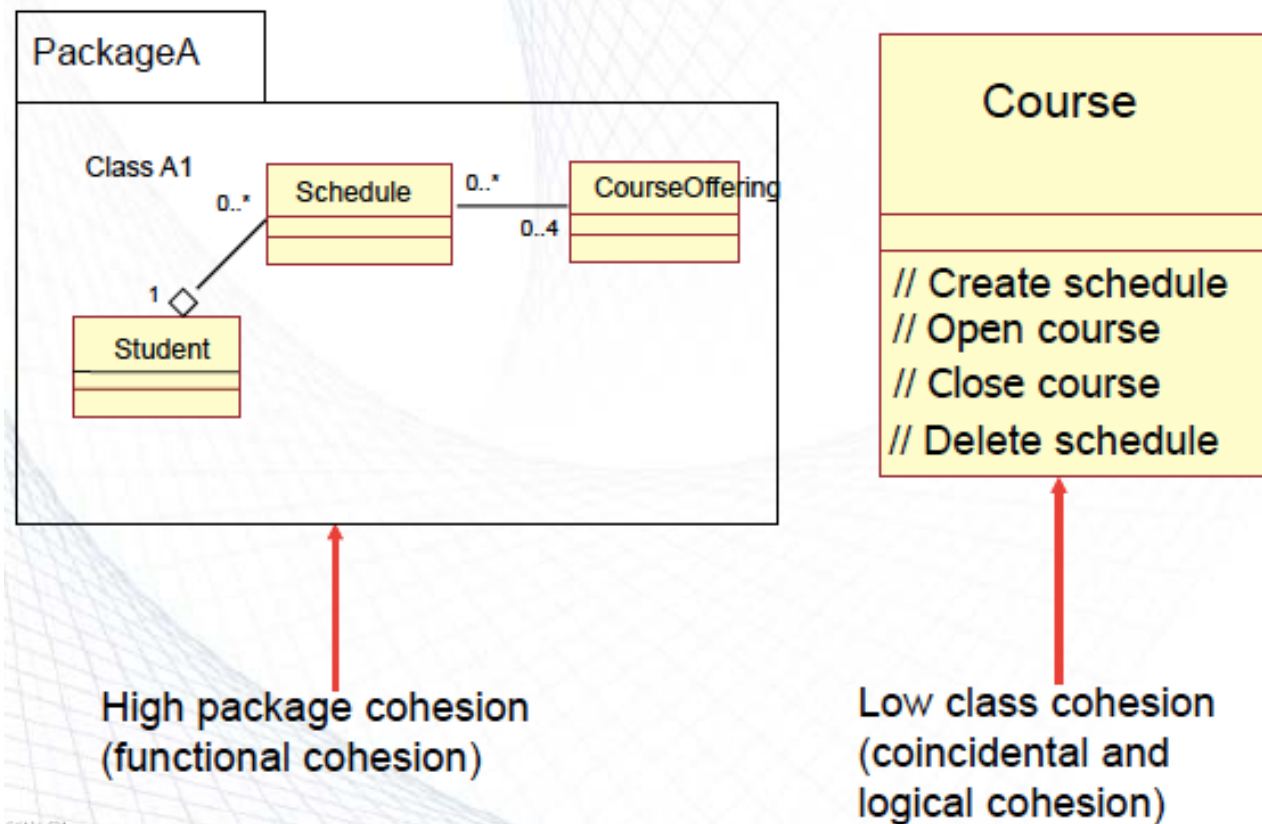 PackageA
Class A1
0..*
Schedule
0..*
CourseOffering
0..4
1
Student
Course
// Create schedule
// Open course
// Close course
// Delete schedule
High package cohesion
(functional cohesion)
Low class cohesion
(coincidental and
logical cohesion)